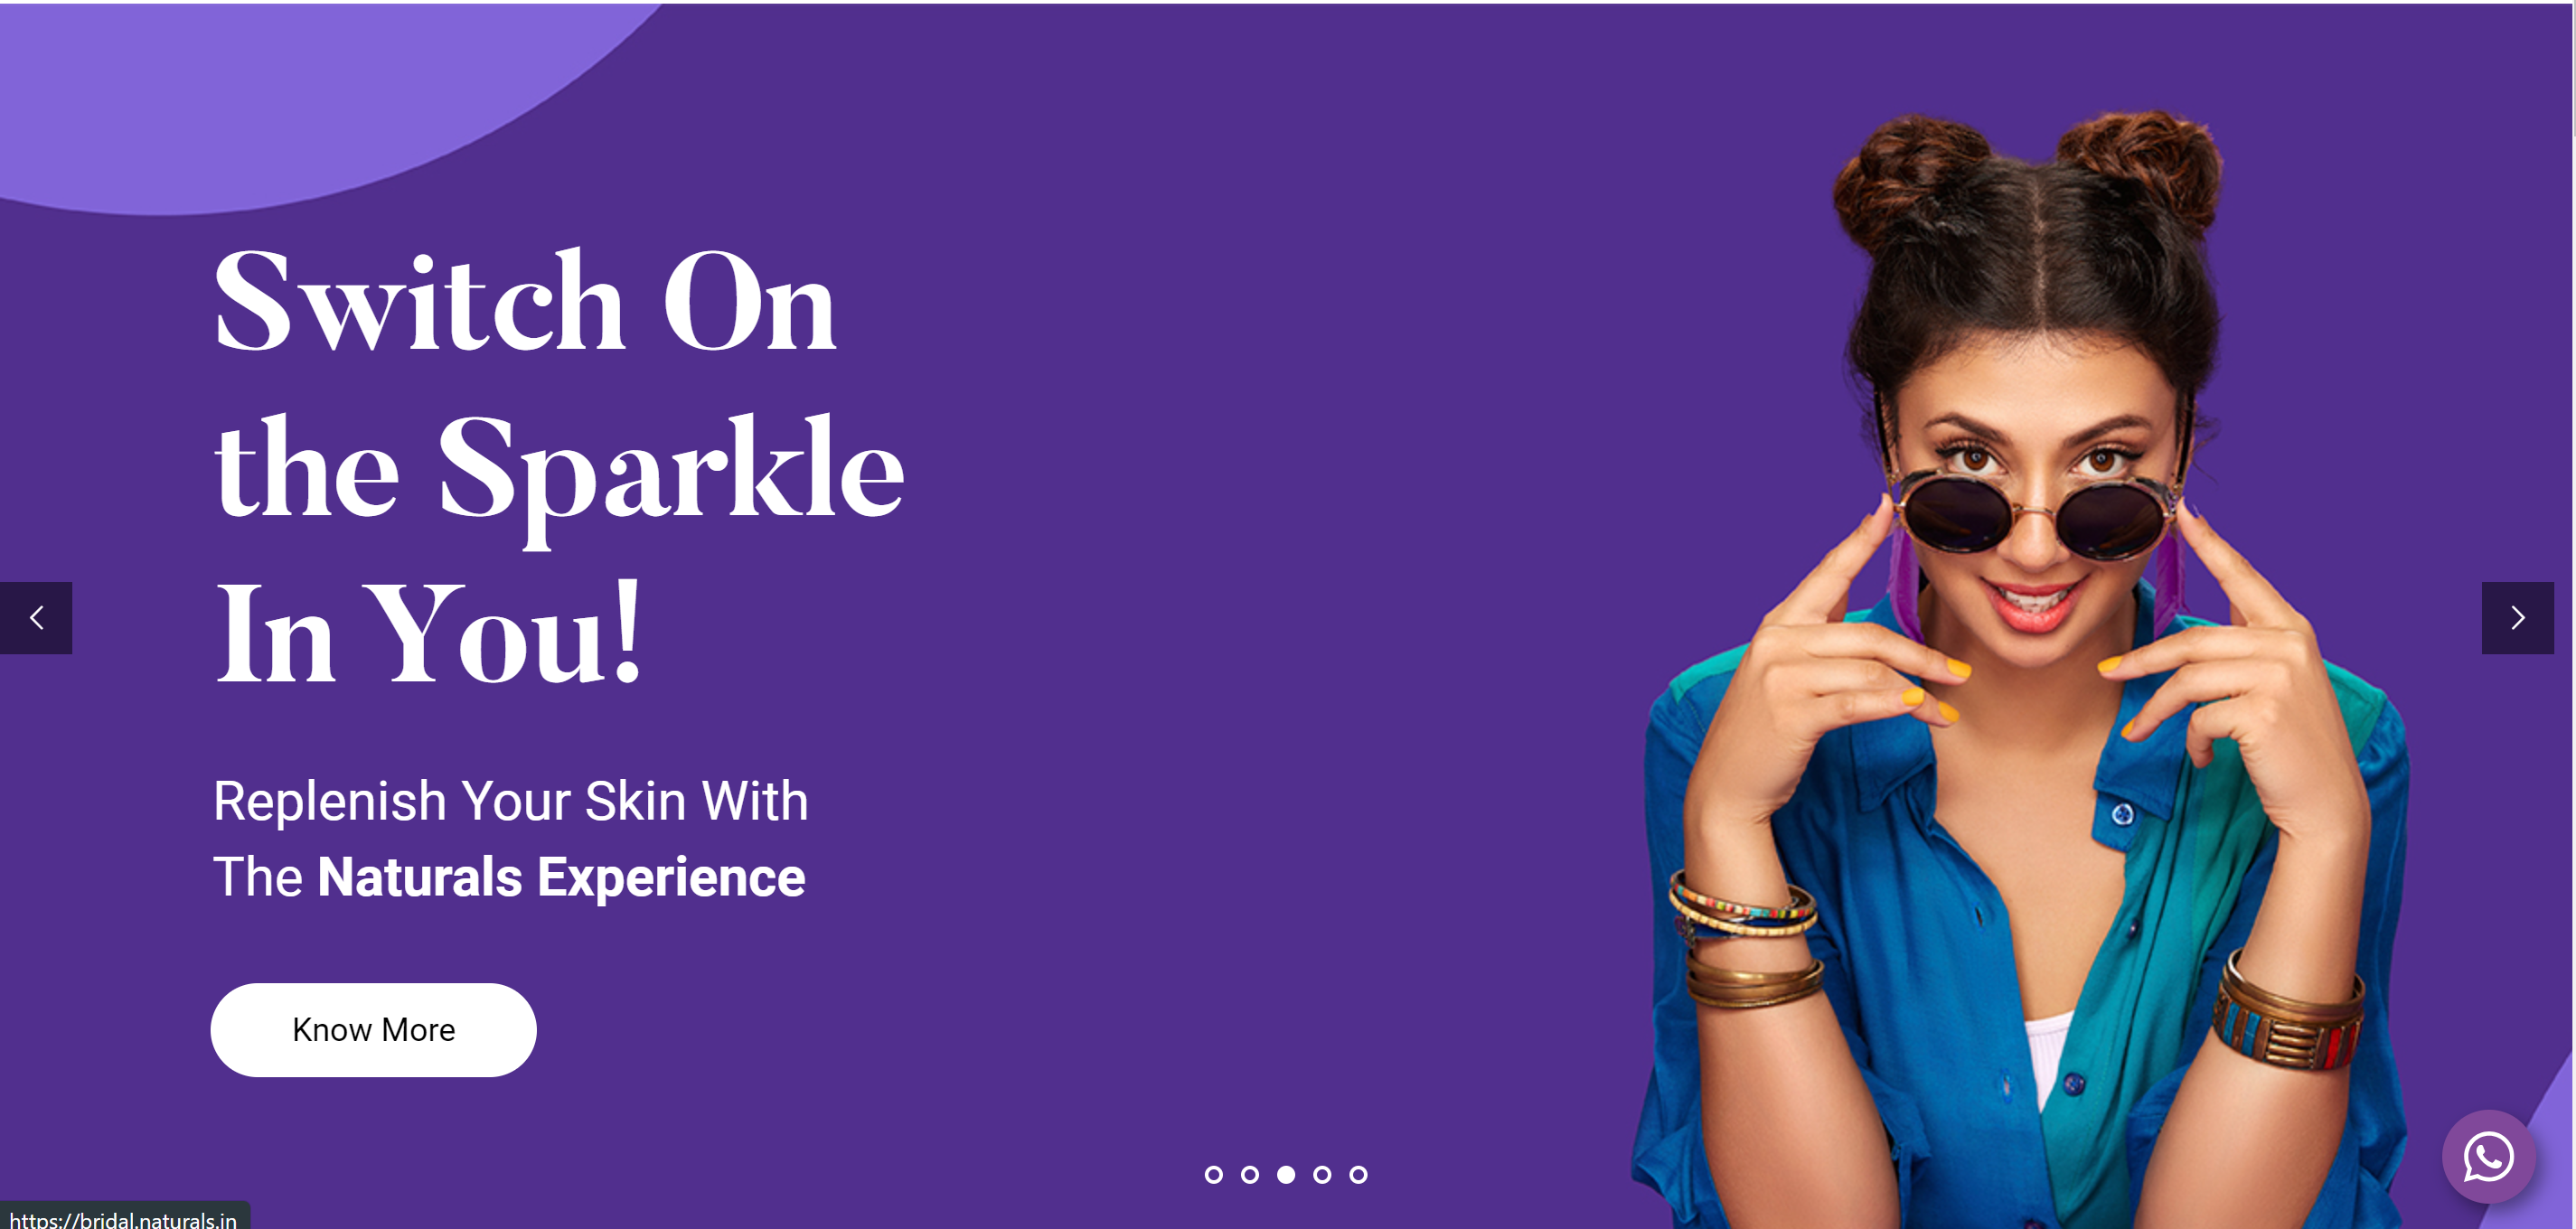 Switch On
the Sparkle
In You!
Replenish Your Skin With
The Naturals Experience
Know More
https://bridal.naturals.in